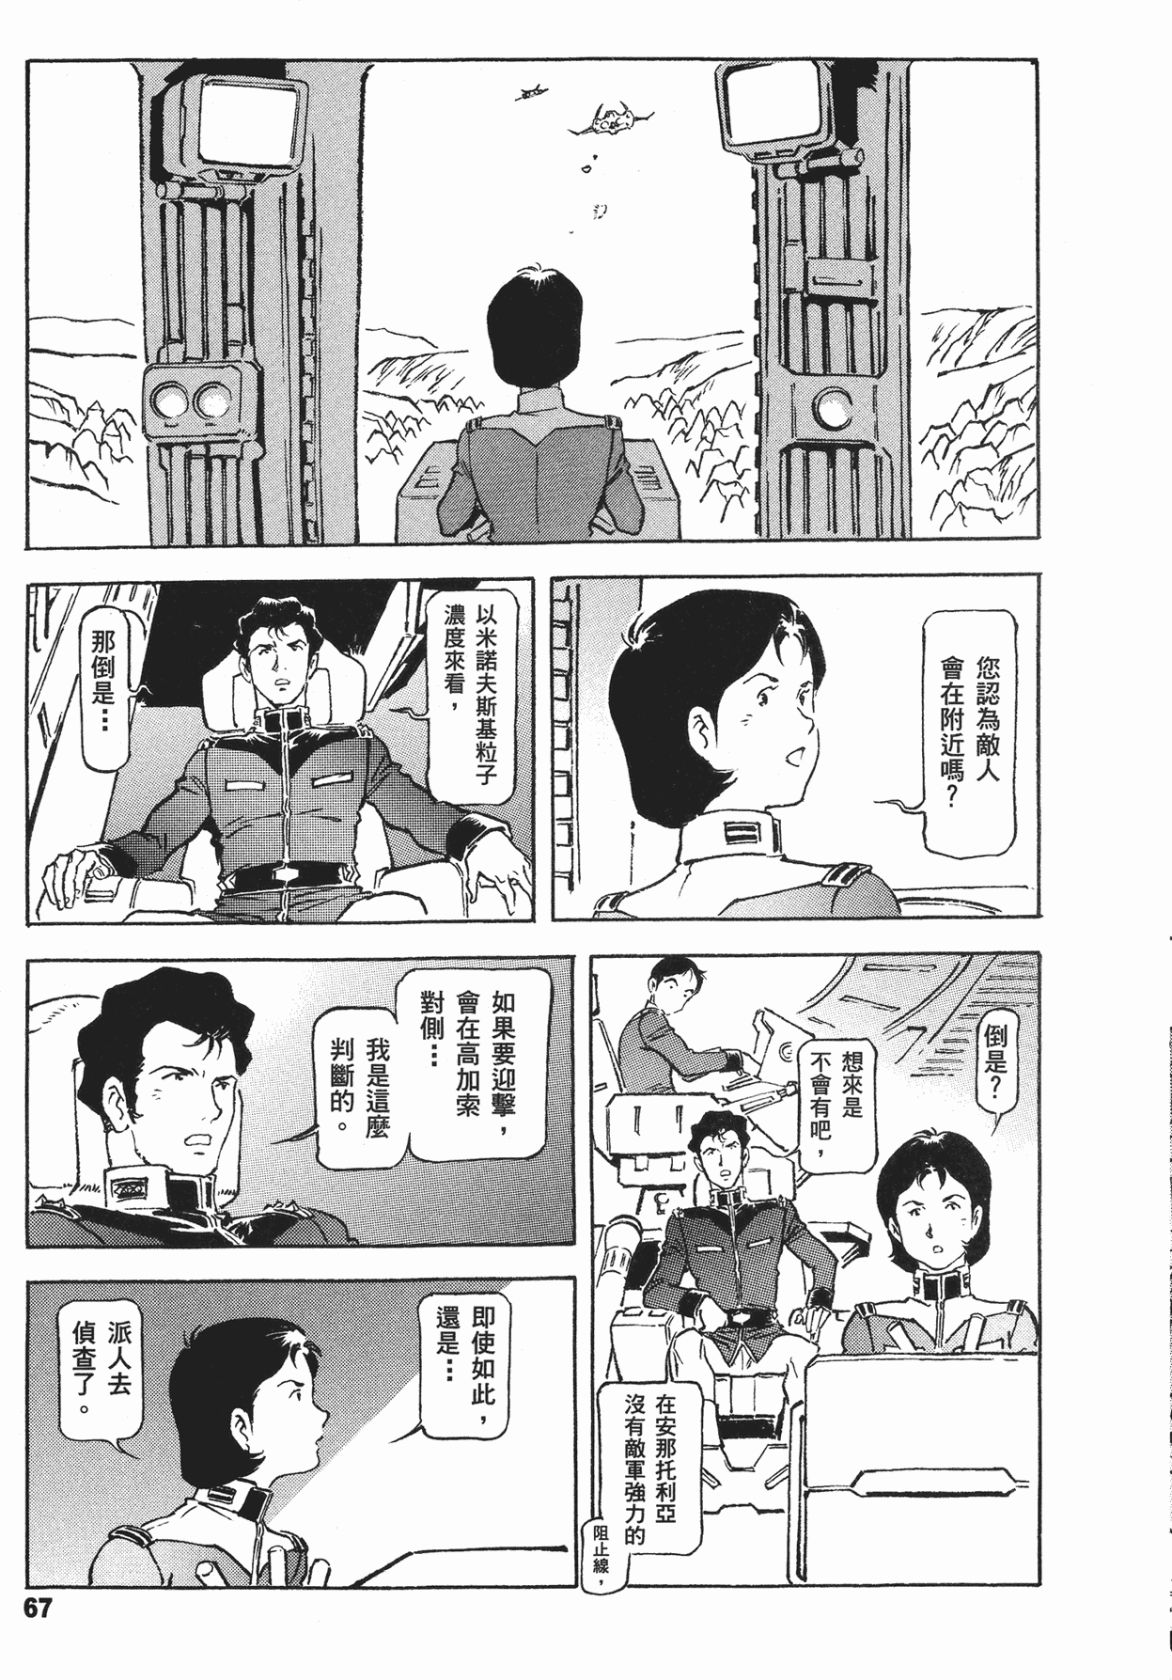 您認為敵人
會在附近嗎？
以米諾夫斯基粒子
濃度來看，
那倒是…
倒是？
想來是
不會有吧，
在安那托利亞
沒有敵軍強力的
阻止線，
如果要迎擊，
會在高加索
對側…
我是這麼
判斷的。
即使如此，
還是…
派人去
偵查了。
67